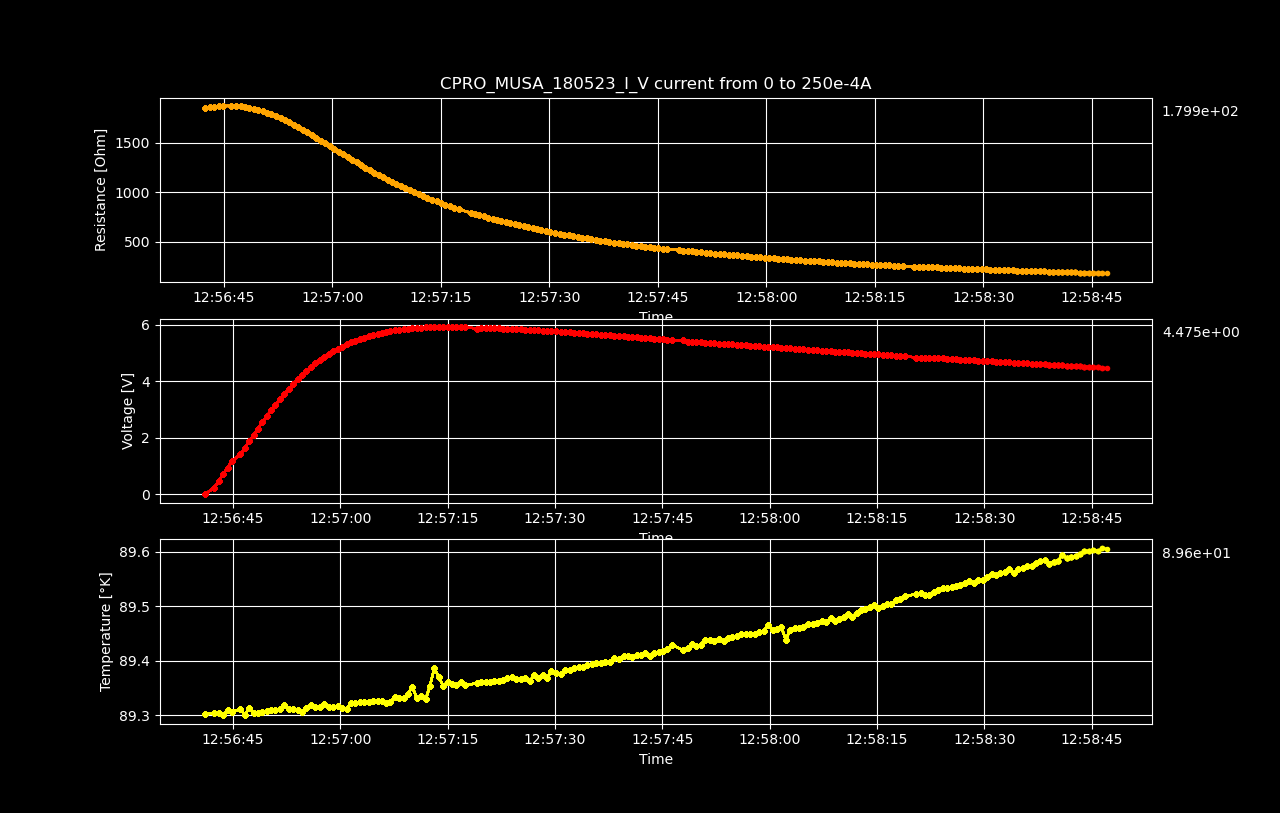 CPRO_MUSA_180523_I_V current from 0 to 250e-4A
1.799e+02
Resistance [Ohm]
1500
1000
500
12:56:45 12:57:00 12:57:15 12:57:30 12:57:45 12:58:00 12:58:15 12:58:30 12:58:45
Time
4.475e+00
Voltage [V]
6
4
2
0
12:56:45 12:57:00 12:57:15 12:57:30 12:57:45 12:58:00 12:58:15 12:58:30 12:58:45
Time
8.96e+01
Temperature [°K]
89.6
89.5
89.4
89.3
12:56:45 12:57:00 12:57:15 12:57:30 12:57:45 12:58:00 12:58:15 12:58:30 12:58:45
Time